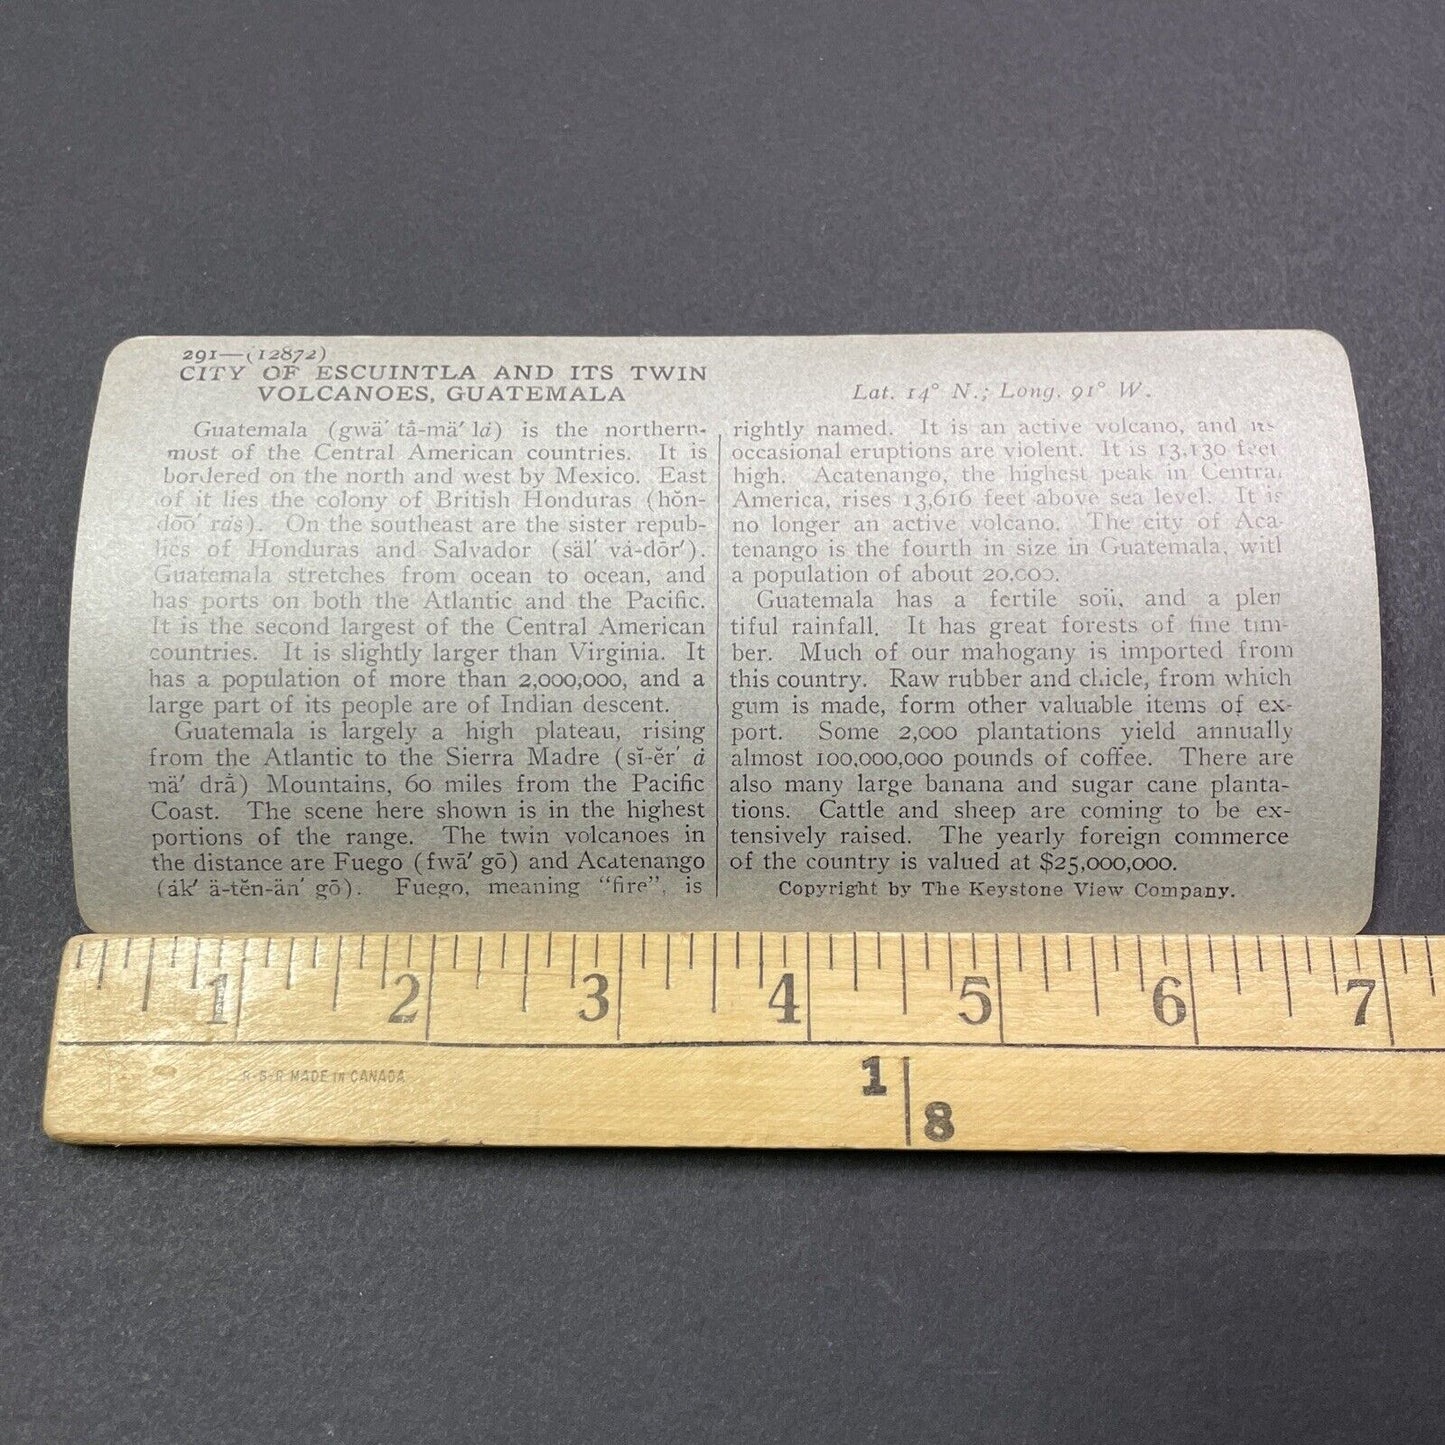 291—(12872)
CITY OF ESCUINTLA AND ITS TWIN
VOLCANOES, GUATEMALA
Lat. 14° N.; Long. 91° W.
Guatemala (gwä′ tå-mä′ lȧ) is the northern-
most of the Central American countries. It is
bordered on the north and west by Mexico. East
of it lies the colony of British Honduras (hŏn-
do͞o′ rȧs). On the southeast are the sister repub-
lics of Honduras and Salvador (säl′ vȧ-dōr′).
Guatemala stretches from ocean to ocean, and
has ports on both the Atlantic and the Pacific.
It is the second largest of the Central American
countries. It is slightly larger than Virginia. It
has a population of more than 2,000,000, and a
large part of its people are of Indian descent.
Guatemala is largely a high plateau, rising
from the Atlantic to the Sierra Madre (sĭ-ĕr′ ȧ
mä′ drå) Mountains, 60 miles from the Pacific
Coast. The scene here shown is in the highest
portions of the range. The twin volcanoes in
the distance are Fuego (fwā′ gō) and Acatenango
(ȧk′ ä-tĕn-än′ gō). Fuego, meaning "fire", is
rightly named. It is an active volcano, and its
occasional eruptions are violent. It is 13,130 feet
high. Acatenango, the highest peak in Central
America, rises 13,616 feet above sea level. It is
no longer an active volcano. The city of Aca-
tenango is the fourth in size in Guatemala, with
a population of about 20,000.
Guatemala has a fertile soil, and a plen
tiful rainfall. It has great forests of fine tim-
ber. Much of our mahogany is imported from
this country. Raw rubber and chicle, from which
gum is made, form other valuable items of ex-
port. Some 2,000 plantations yield annually
almost 100,000,000 pounds of coffee. There are
also many large banana and sugar cane planta-
tions. Cattle and sheep are coming to be ex-
tensively raised. The yearly foreign commerce
of the country is valued at $25,000,000.
Copyright by The Keystone View Company.
1 2 3 4 5 6 7
MADE IN CANADA
1
8